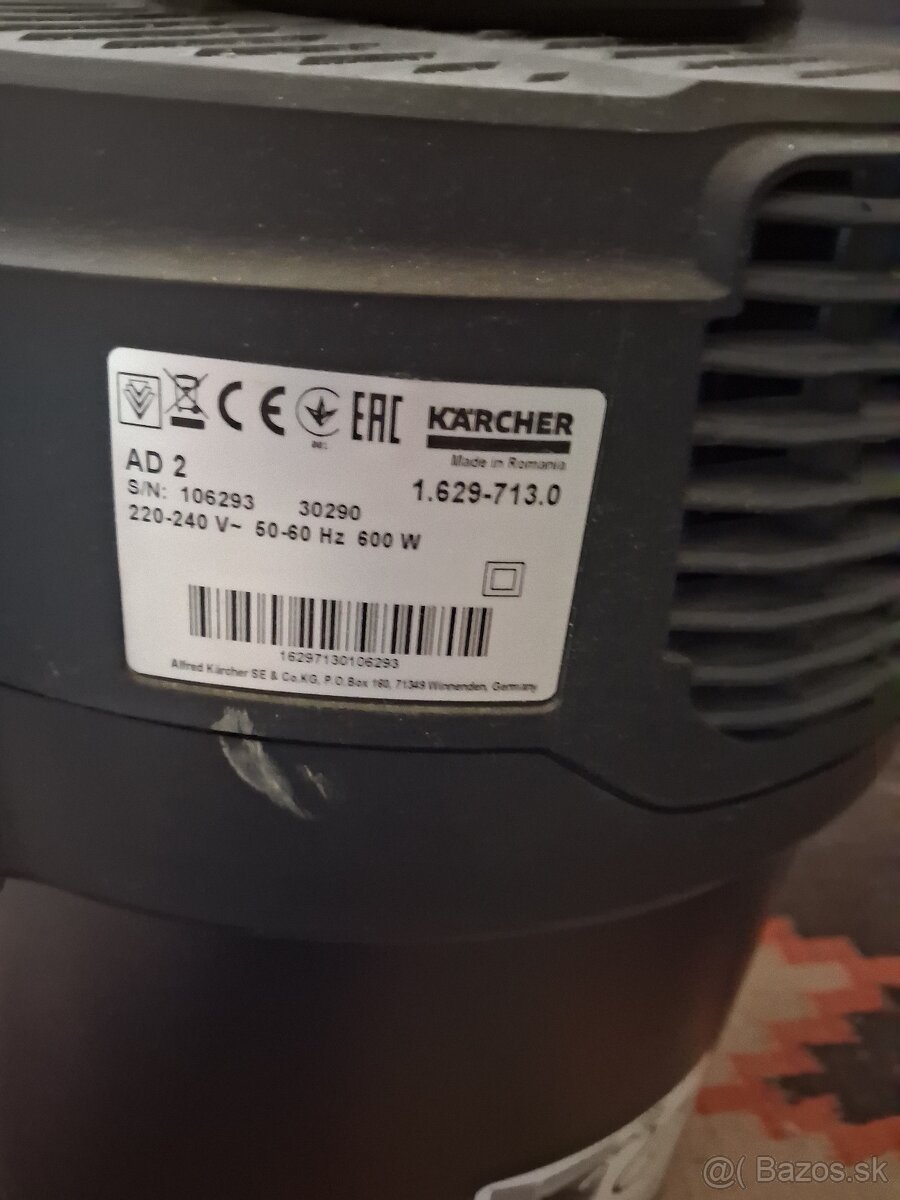 CE EAC KÄRCHER
Made in Romania
AD 2
1.629-713.0
S/N: 106293 30290
220-240 V~ 50-60 Hz 600 W
16297130106293
Alfred Kärcher SE & Co.KG, P.O.Box 160, 71349 Winnenden, Germany
@( Bazos.sk